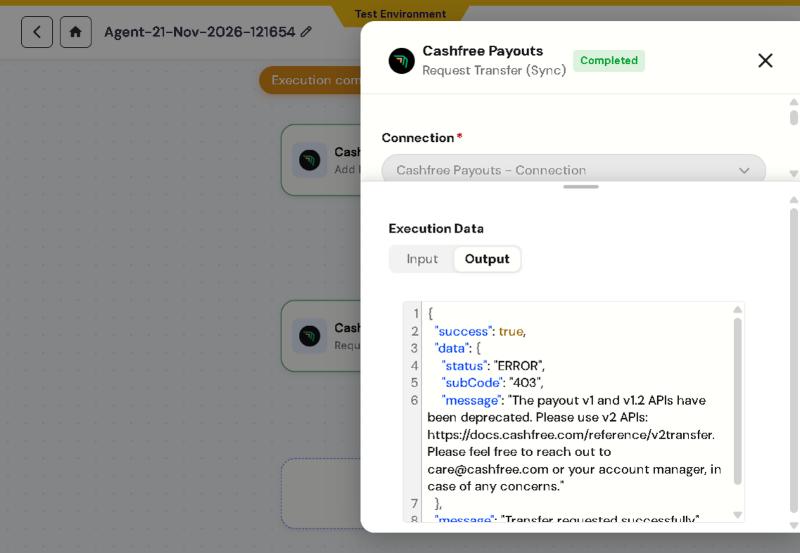 Test Environment
Agent-21-Nov-2026-121654
Execution com
Cashfree Payouts
Request Transfer (Sync)
Completed
Cash
Add
Connection *
Cashfree Payouts – Connection
Execution Data
Input
Output
Cash
Requ
1 {
2 "success": true,
3 "data": {
4 "status": "ERROR",
5 "subCode": "403",
6 "message": "The payout v1 and v1.2 APIs have
been deprecated. Please use v2 APIs:
https://docs.cashfree.com/reference/v2transfer.
Please feel free to reach out to
care@cashfree.com or your account manager, in
case of any concerns."
7 },
8 "message": "Transfer requested successfully"